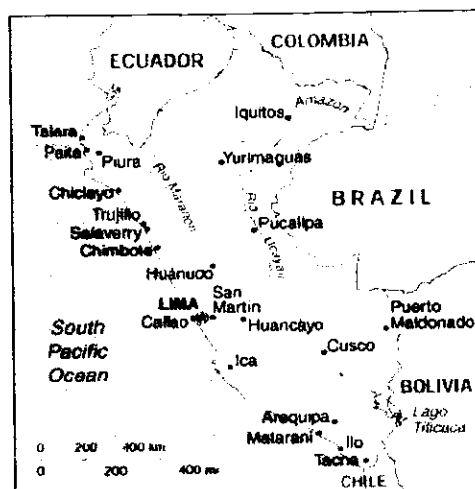 COLOMBIA
ECUADOR
Amazon
Iquitos
Talara
Paita
Piura
Yurimaguas
Rio Marañon
Chiclayo
BRAZIL
Trujillo
Rio Ucayali
Pucallpa
Salaverry
Chimbote
Huánuco
LIMA
San
Martín
Puerto
Maldonado
Callao
Huancayo
South
Pacific
Ocean
Cusco
Ica
BOLIVIA
Lago
Titicaca
Arequipa
Matarani
Ilo
Tacna
0 200 400 km
0 200 400 mi
CHILE